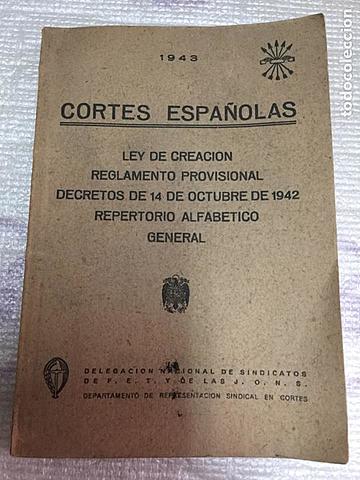 1943
CORTES ESPAÑOLAS
LEY DE CREACION
REGLAMENTO PROVISIONAL
DECRETOS DE 14 DE OCTUBRE DE 1942
REPERTORIO ALFABETICO
GENERAL
DELEGACION NACIONAL DE SINDICATOS
DE F. E. T. Y DE LAS J. O. N. S.
DEPARTAMENTO DE REPRESENTACION SINDICAL EN CORTES
todocoleccion